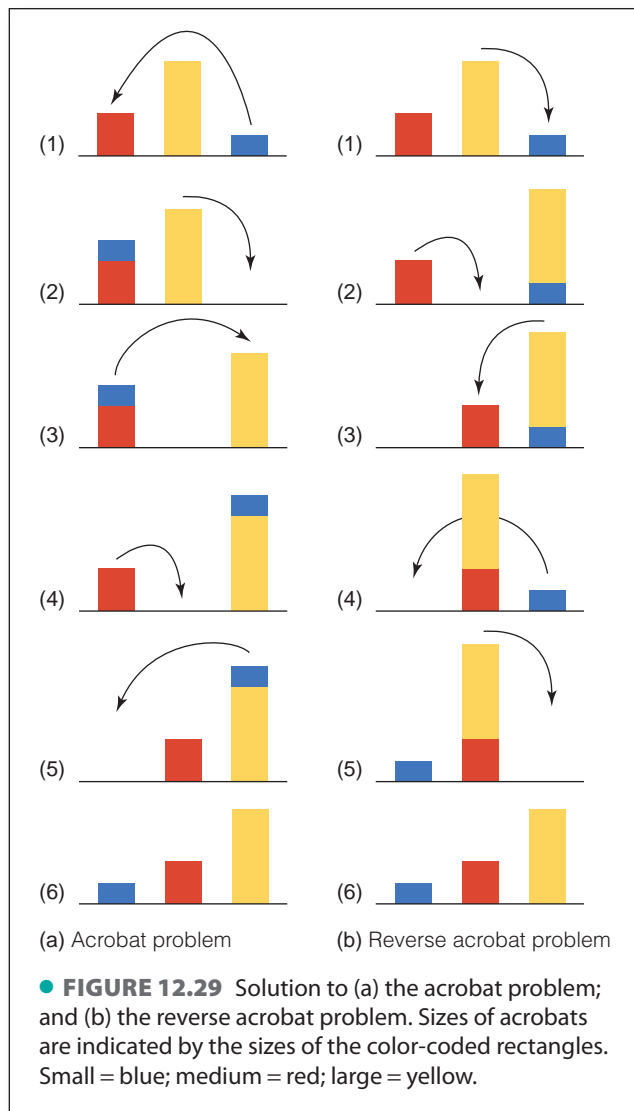 (1)
(1)
(2)
(2)
(3)
(3)
(4)
(4)
(5)
(5)
(6)
(6)
(a) Acrobat problem
(b) Reverse acrobat problem
● FIGURE 12.29 Solution to (a) the acrobat problem;
and (b) the reverse acrobat problem. Sizes of acrobats
are indicated by the sizes of the color-coded rectangles.
Small = blue; medium = red; large = yellow.